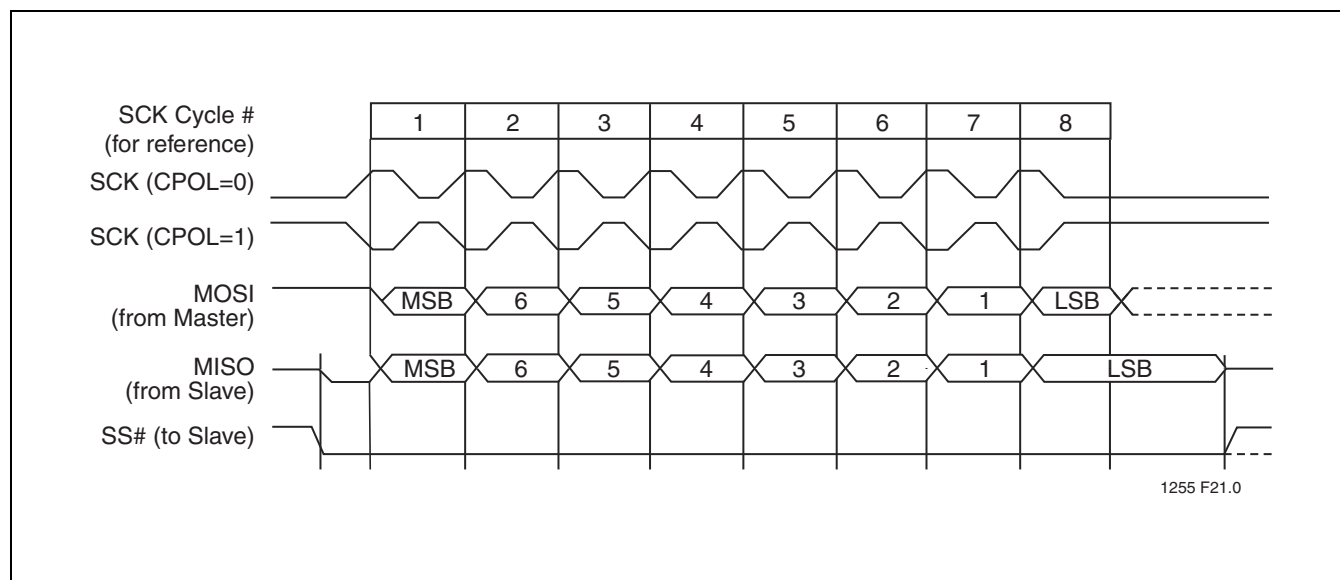 SCK Cycle #
(for reference)
1 2 3 4 5 6 7 8
SCK (CPOL=0)
SCK (CPOL=1)
MOSI
(from Master)
MSB 6 5 4 3 2 1 LSB
MISO
(from Slave)
MSB 6 5 4 3 2 1 LSB
SS# (to Slave)
1255 F21.0